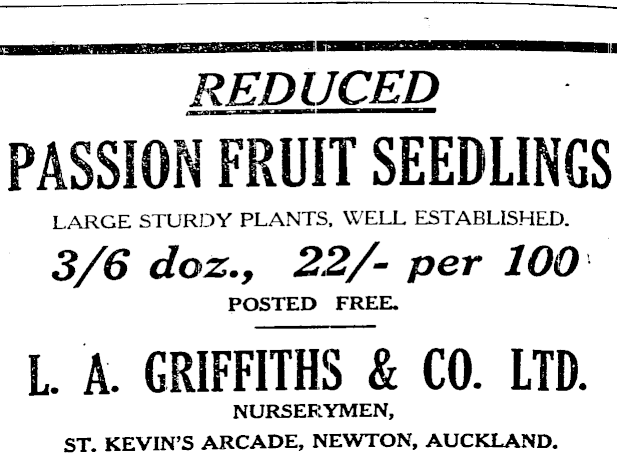 REDUCED
PASSION FRUIT SEEDLINGS
LARGE STURDY PLANTS, WELL ESTABLISHED.
3/6 doz., 22/- per 100
POSTED FREE.
L. A. GRIFFITHS & CO. LTD.
NURSERYMEN,
ST. KEVIN'S ARCADE, NEWTON, AUCKLAND.